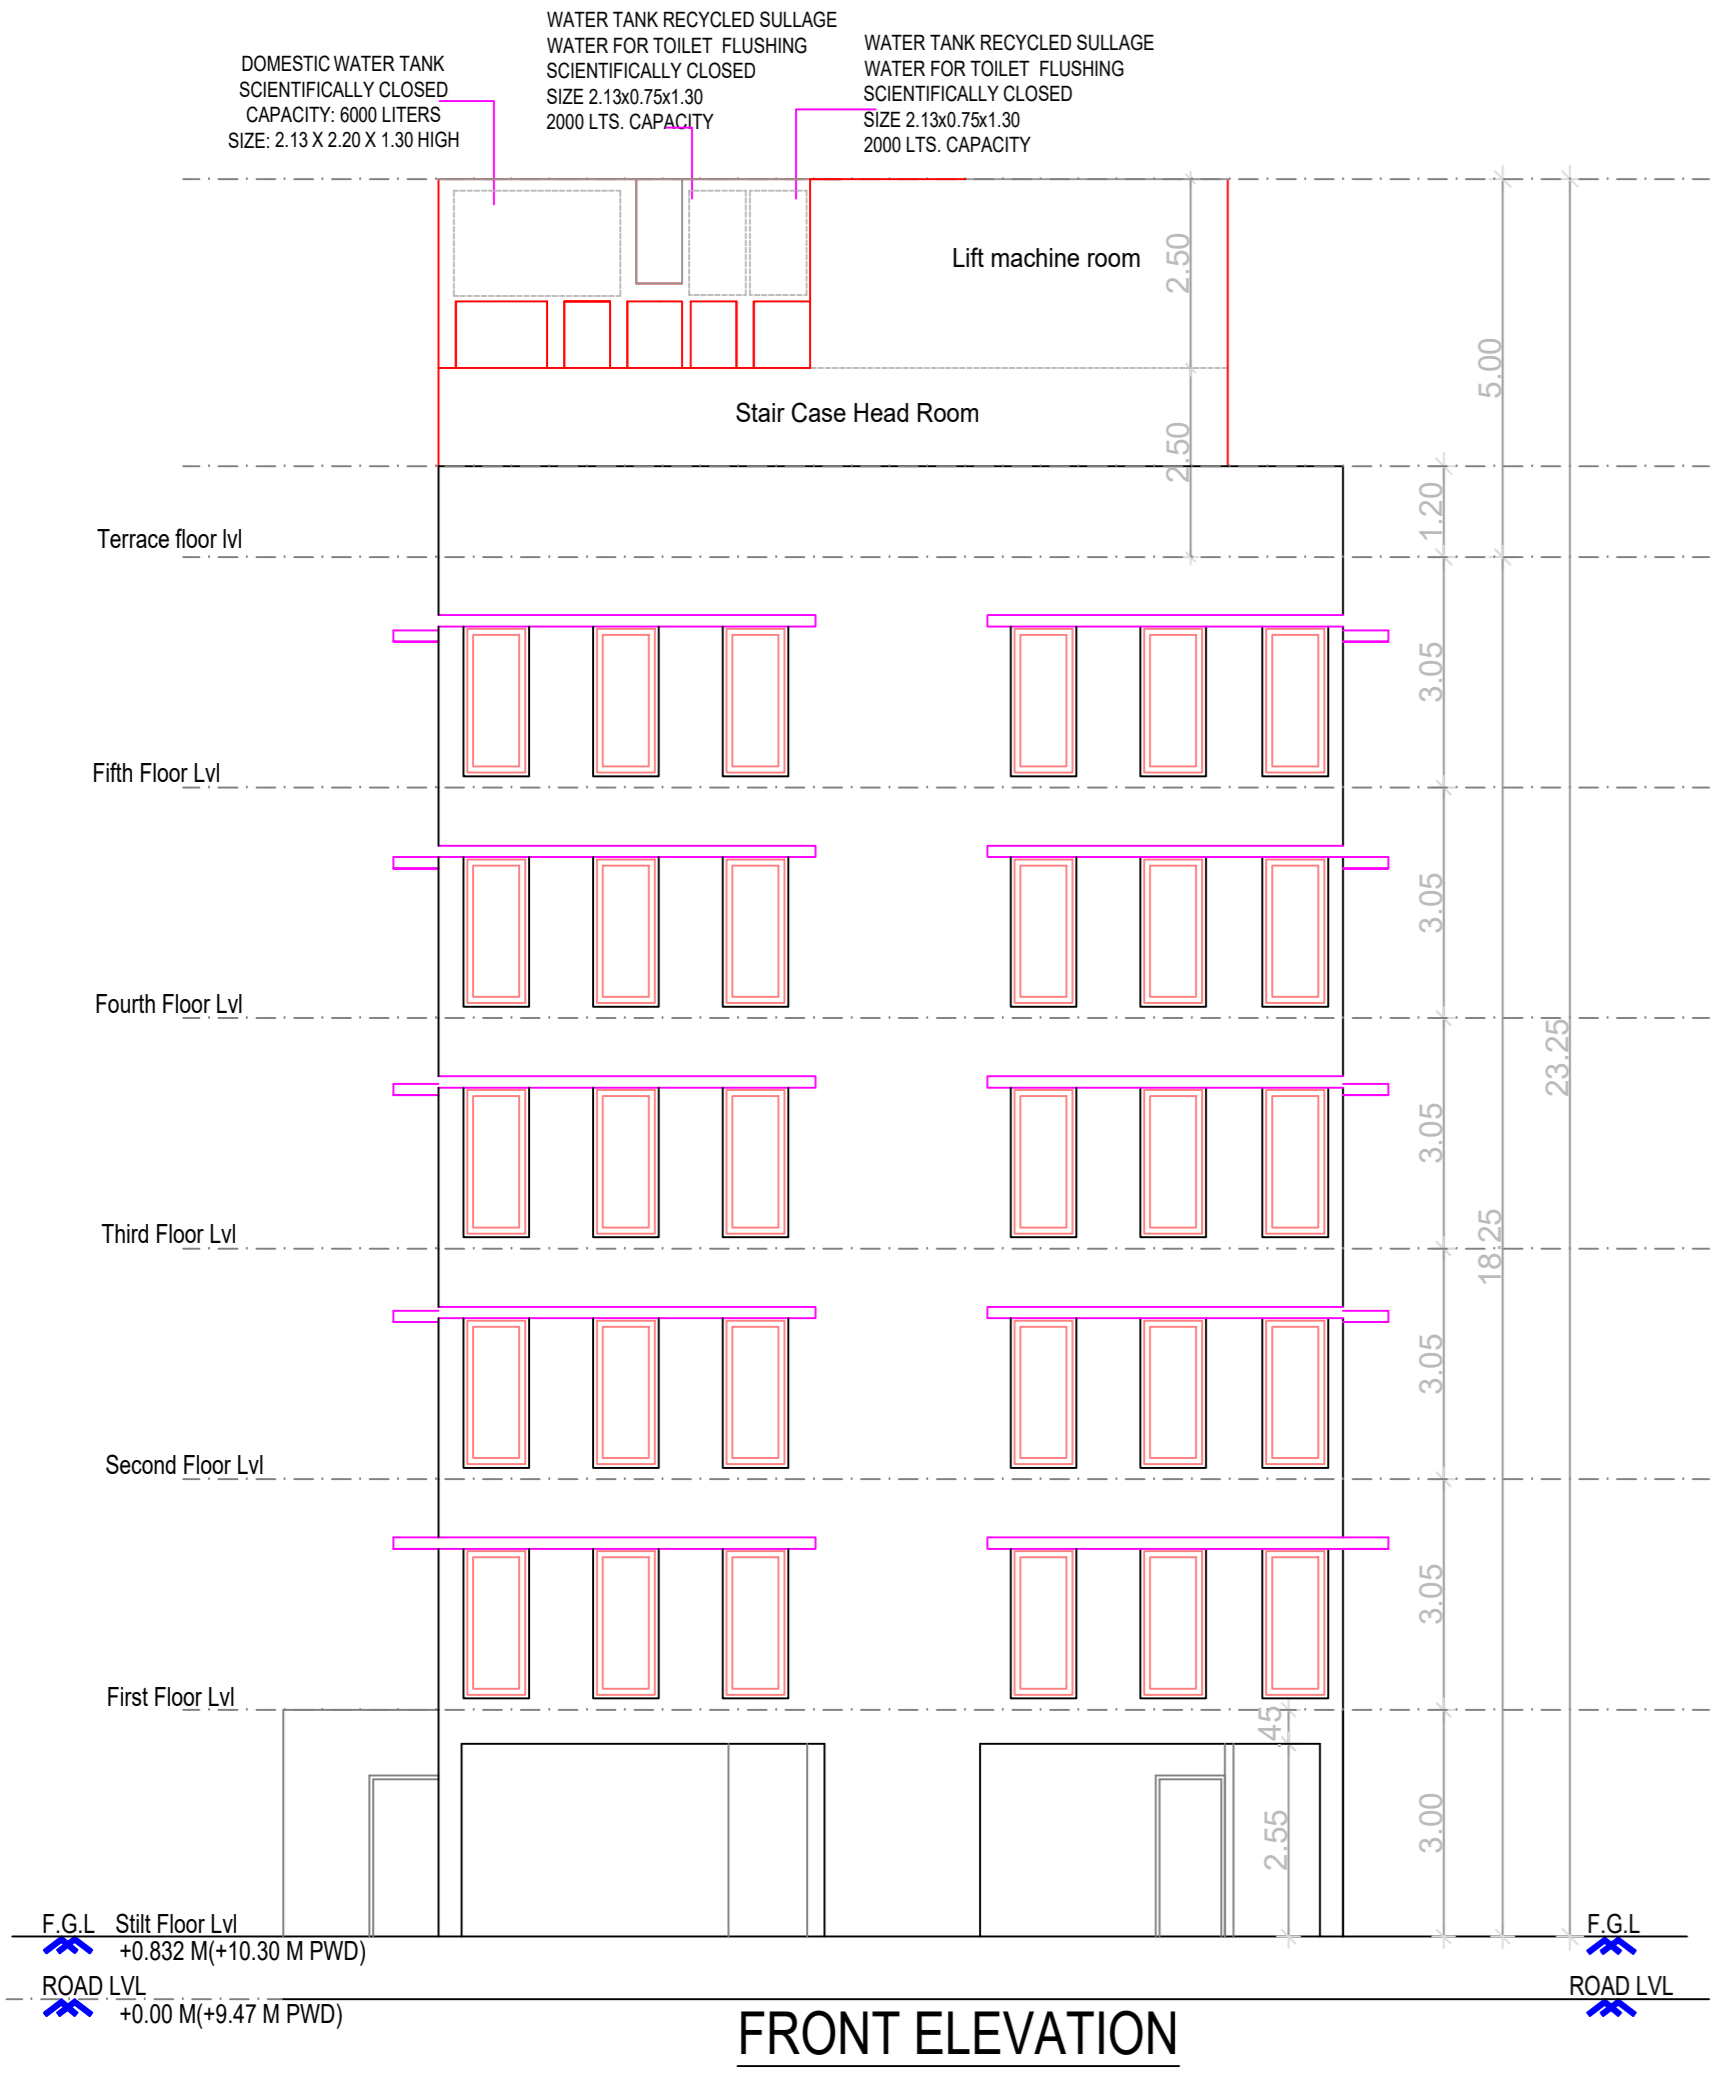 WATER TANK RECYCLED SULLAGE
WATER FOR TOILET FLUSHING
SCIENTIFICALLY CLOSED
SIZE 2.13x0.75x1.30
2000 LTS. CAPACITY
WATER TANK RECYCLED SULLAGE
WATER FOR TOILET FLUSHING
SCIENTIFICALLY CLOSED
SIZE 2.13x0.75x1.30
2000 LTS. CAPACITY
DOMESTIC WATER TANK
SCIENTIFICALLY CLOSED
CAPACITY: 6000 LITERS
SIZE: 2.13 X 2.20 X 1.30 HIGH
Lift machine room
2.50
5.00
Stair Case Head Room
2.50
1.20
Terrace floor lvl
3.05
Fifth Floor Lvl
3.05
Fourth Floor Lvl
23.25
3.05
Third Floor Lvl
18.25
3.05
Second Floor Lvl
3.05
First Floor Lvl
.45
2.55
3.00
F.G.L Stilt Floor Lvl
+0.832 M(+10.30 M PWD)
F.G.L
ROAD LVL
+0.00 M(+9.47 M PWD)
ROAD LVL
FRONT ELEVATION